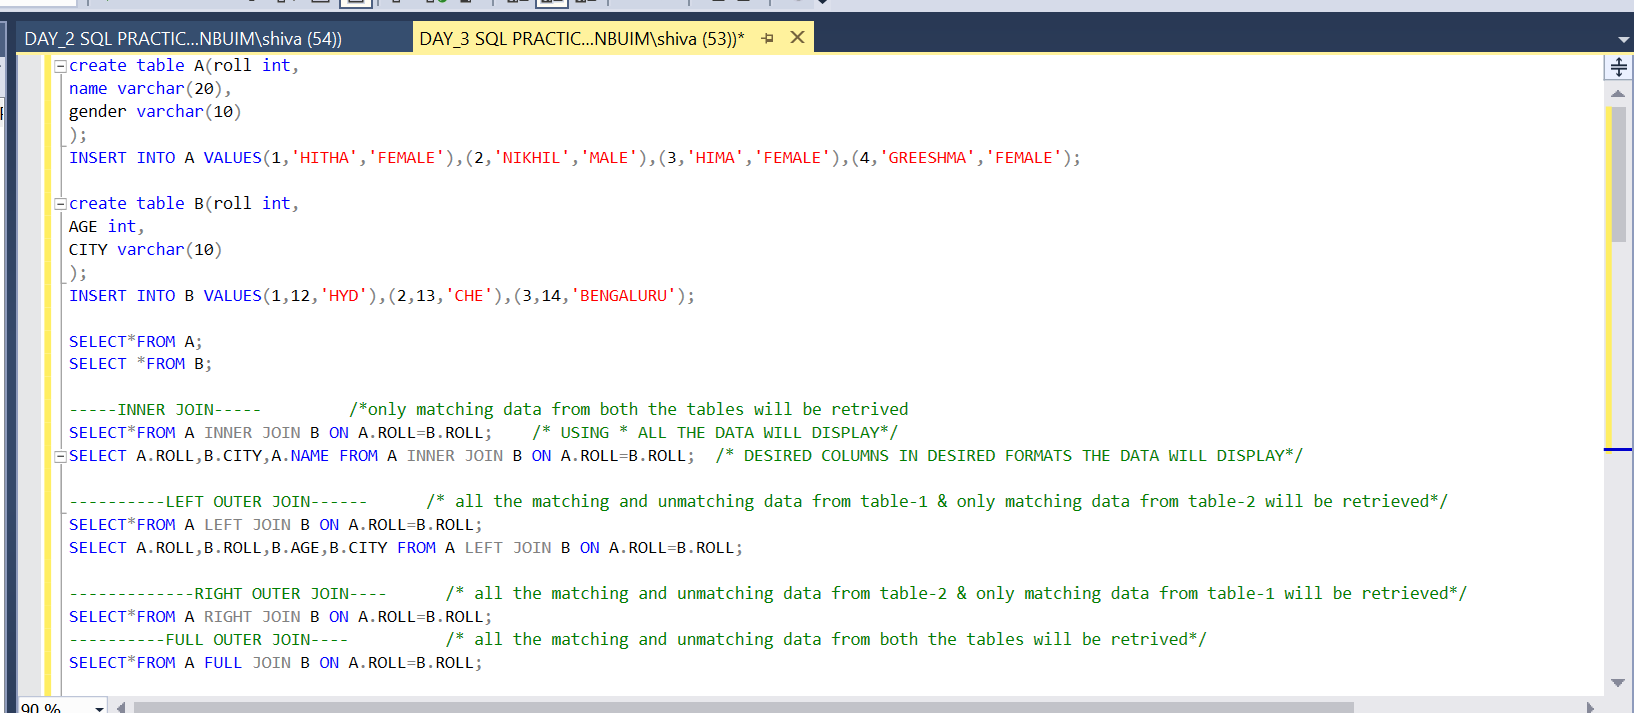 DAY_2 SQL PRACTIC...NBUIM\shiva (54))
DAY_3 SQL PRACTIC...NBUIM\shiva (53))*
create table A(roll int,
name varchar(20),
gender varchar(10)
);
INSERT INTO A VALUES(1,'HITHA','FEMALE'),(2,'NIKHIL','MALE'),(3,'HIMA','FEMALE'),(4,'GREESHMA','FEMALE');
create table B(roll int,
AGE int,
CITY varchar(10)
);
INSERT INTO B VALUES(1,12,'HYD'),(2,13,'CHE'),(3,14,'BENGALURU');
SELECT*FROM A;
SELECT *FROM B;
-----INNER JOIN----- /*only matching data from both the tables will be retrived
SELECT*FROM A INNER JOIN B ON A.ROLL=B.ROLL; /* USING * ALL THE DATA WILL DISPLAY*/
SELECT A.ROLL,B.CITY,A.NAME FROM A INNER JOIN B ON A.ROLL=B.ROLL; /* DESIRED COLUMNS IN DESIRED FORMATS THE DATA WILL DISPLAY*/
----------LEFT OUTER JOIN------ /* all the matching and unmatching data from table-1 & only matching data from table-2 will be retrieved*/
SELECT*FROM A LEFT JOIN B ON A.ROLL=B.ROLL;
SELECT A.ROLL,B.ROLL,B.AGE,B.CITY FROM A LEFT JOIN B ON A.ROLL=B.ROLL;
-------------RIGHT OUTER JOIN---- /* all the matching and unmatching data from table-2 & only matching data from table-1 will be retrieved*/
SELECT*FROM A RIGHT JOIN B ON A.ROLL=B.ROLL;
----------FULL OUTER JOIN---- /* all the matching and unmatching data from both the tables will be retrived*/
SELECT*FROM A FULL JOIN B ON A.ROLL=B.ROLL;
90 %